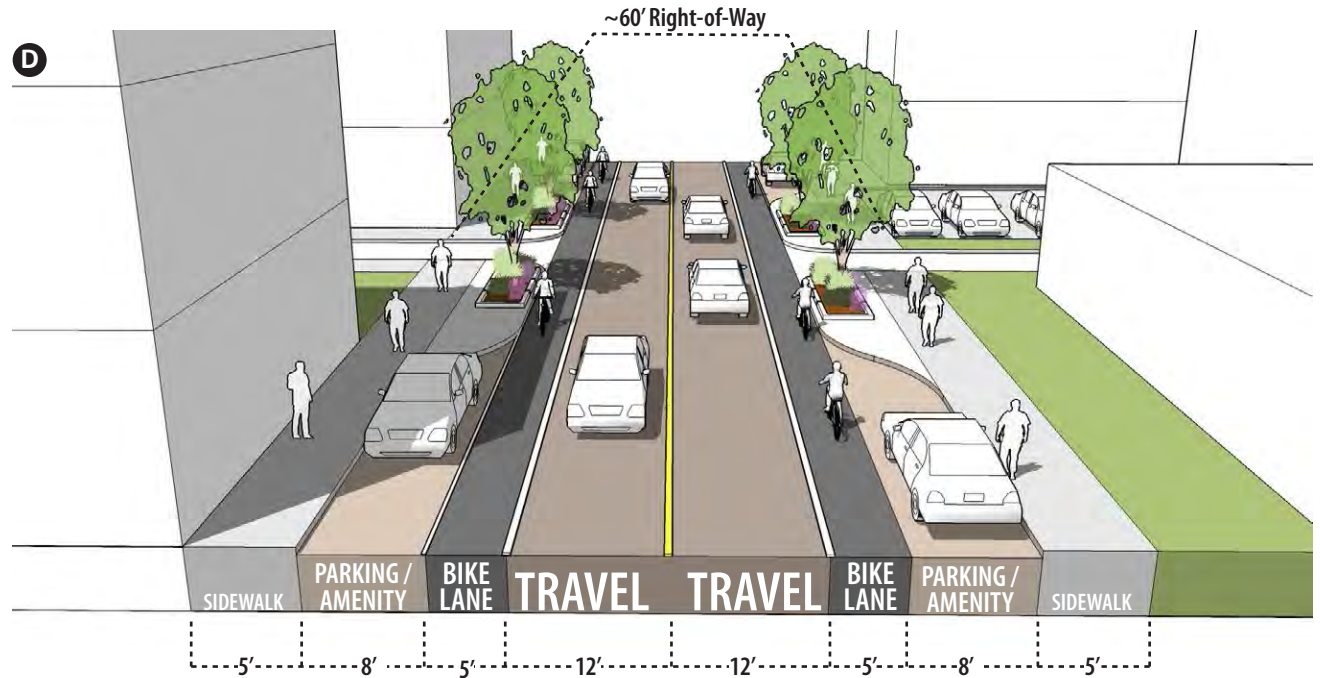 ~60’ Right-of-Way
D
SIDEWALK
PARKING /
AMENITY
BIKE
LANE
TRAVEL
TRAVEL
BIKE
LANE
PARKING /
AMENITY
SIDEWALK
5’ 8’ 5’ 12’ 12’ 5’ 8’ 5’